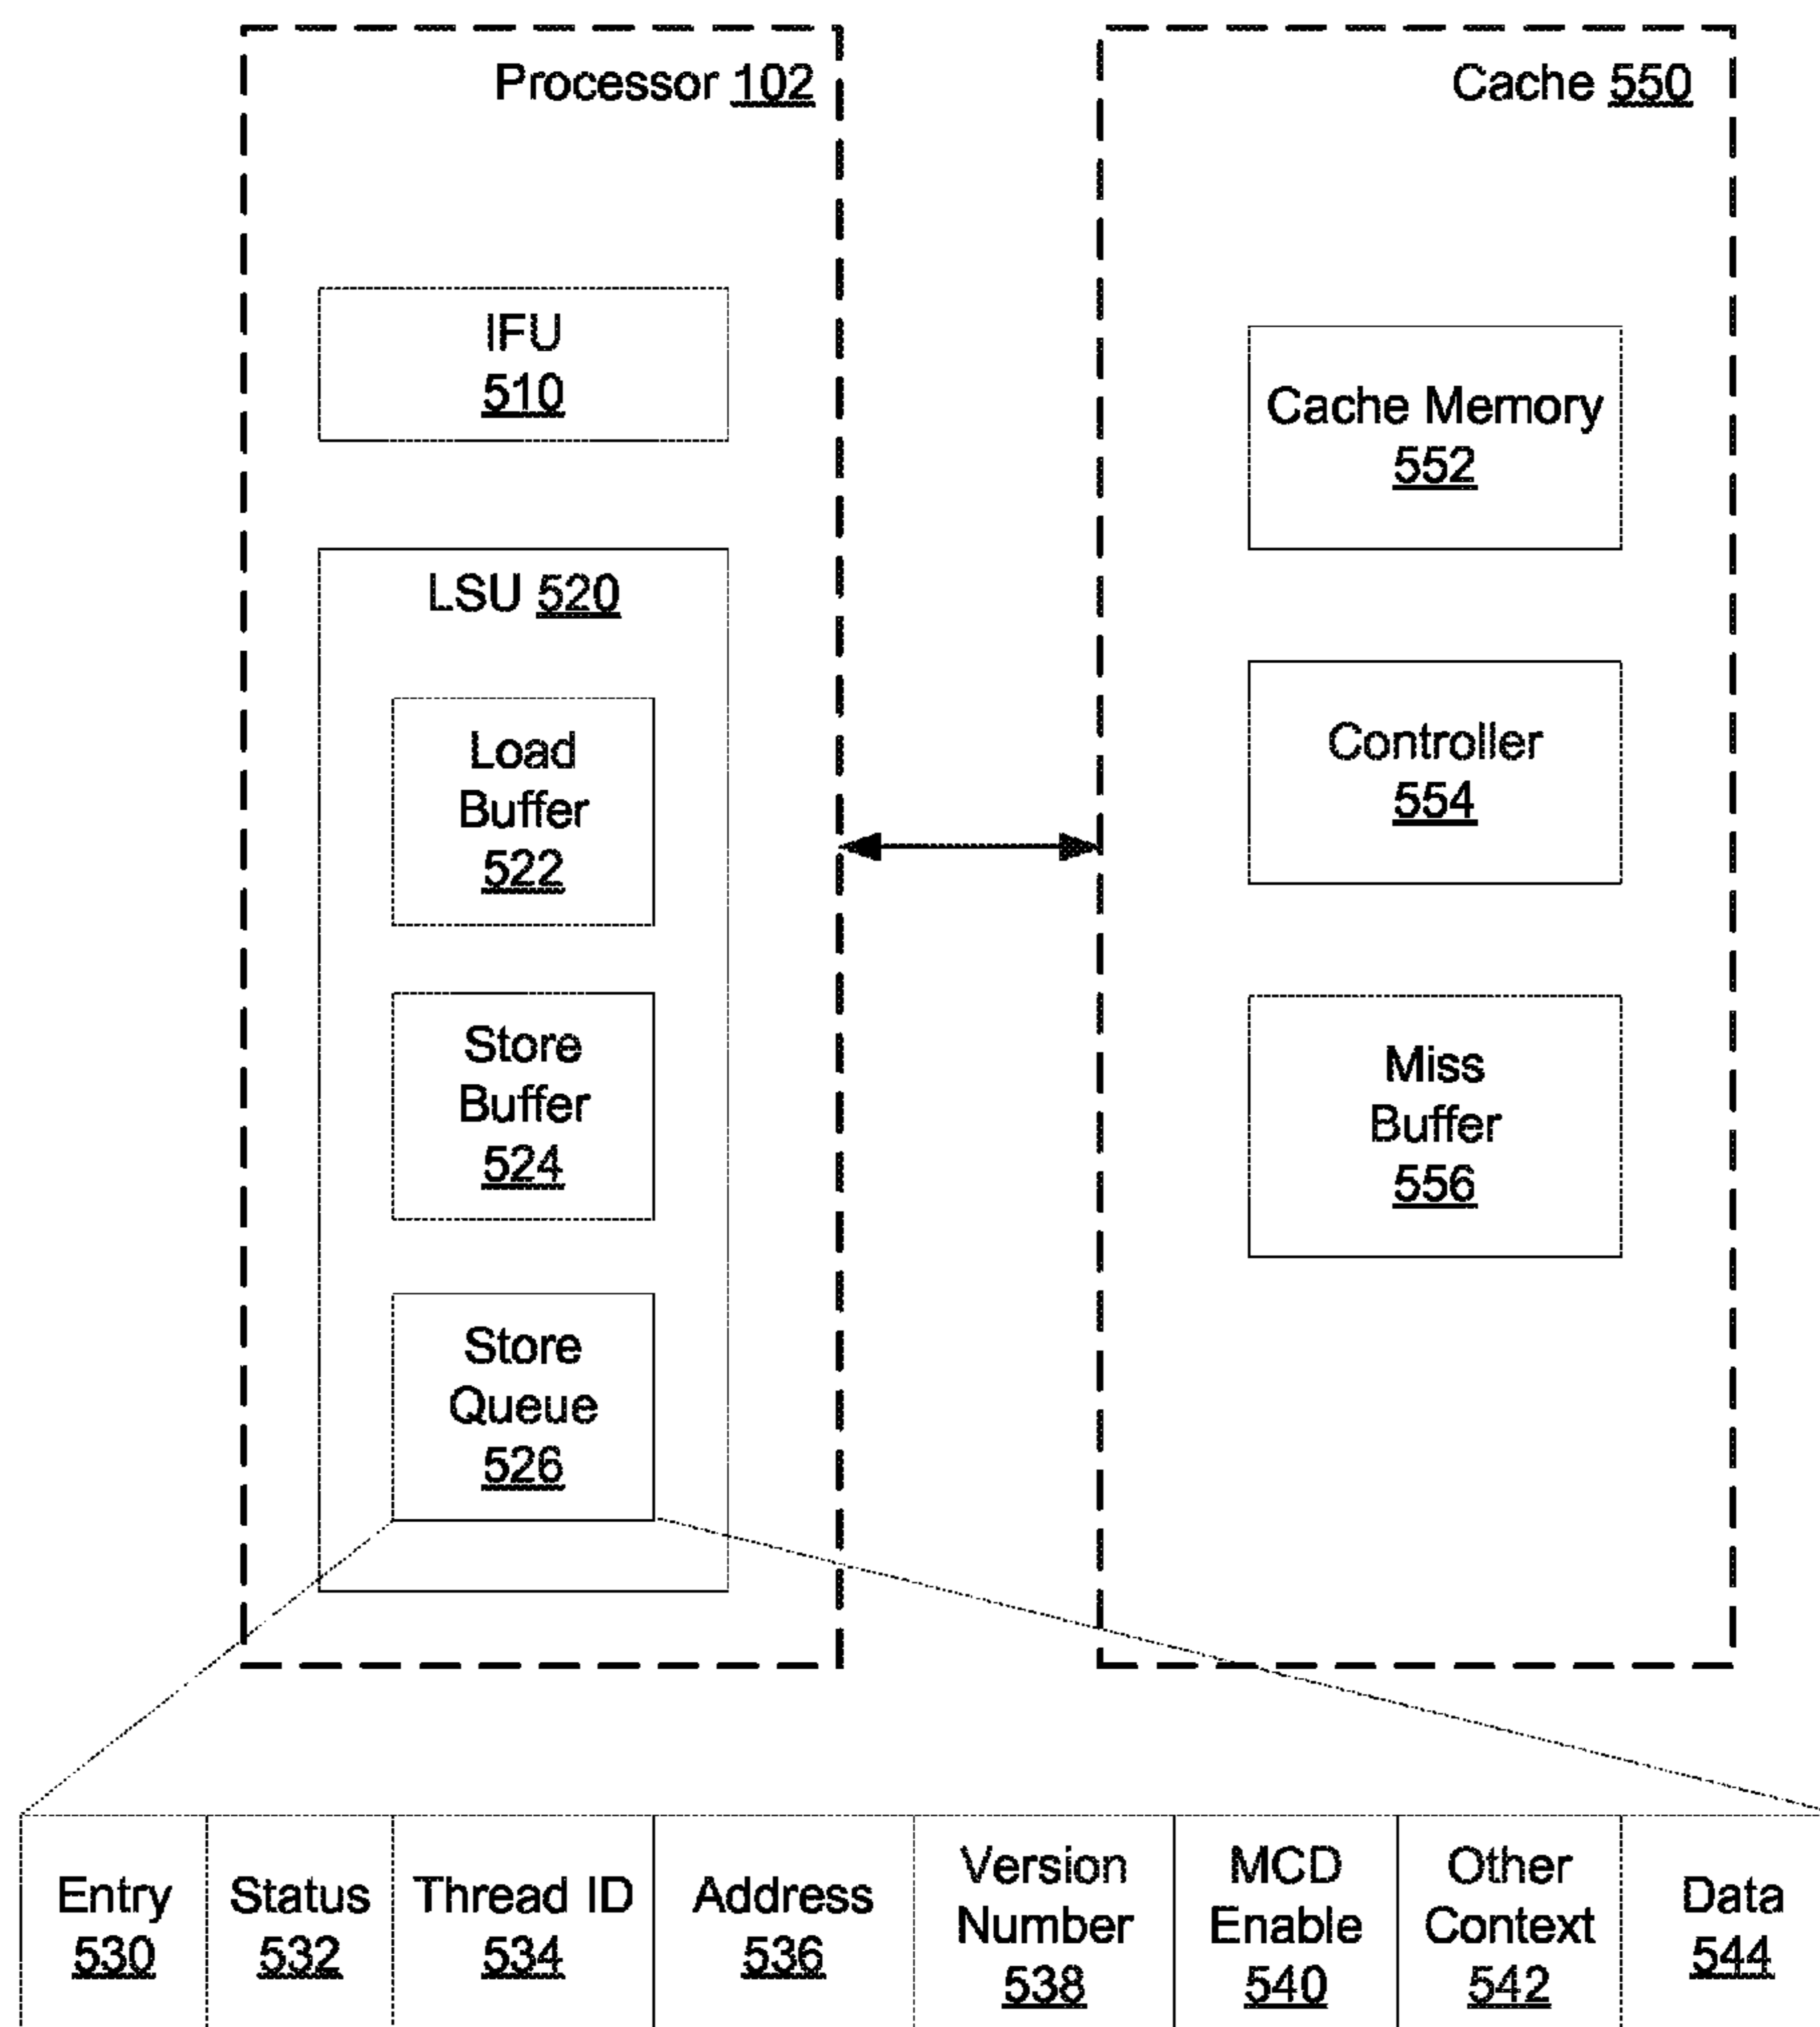 Processor 102
Cache 550
IFU
510
Cache Memory
552
LSU 520
Load
Buffer
522
Controller
554
Store
Buffer
524
Miss
Buffer
556
Store
Queue
526
Entry
530
Status
532
Thread ID
534
Address
536
Version
Number
538
MCD
Enable
540
Other
Context
542
Data
544